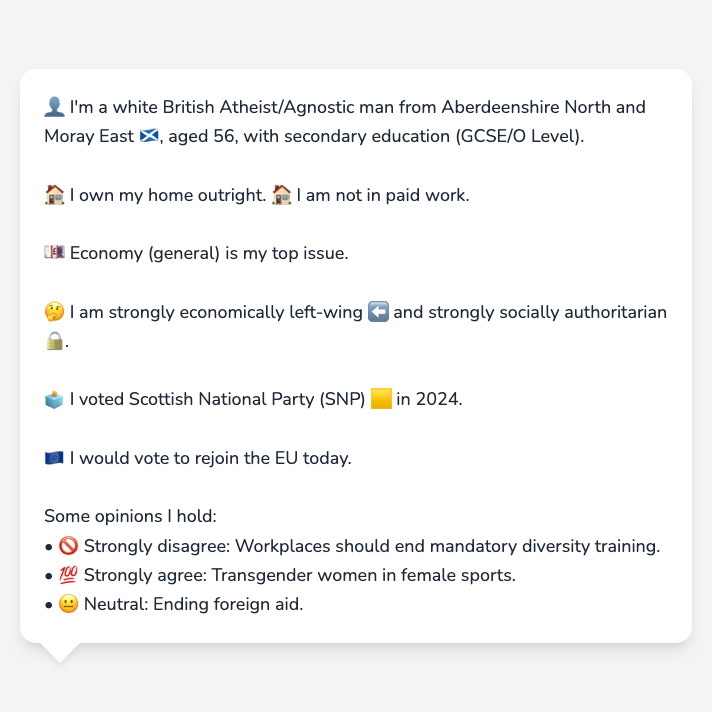 👤 I'm a white British Atheist/Agnostic man from Aberdeenshire North and
Moray East 🏴󠁧󠁢󠁳󠁣󠁴󠁿, aged 56, with secondary education (GCSE/O Level).
🏠 I own my home outright. 🏠 I am not in paid work.
💷 Economy (general) is my top issue.
🤔 I am strongly economically left-wing ⬅️ and strongly socially authoritarian
🔒.
🗳️ I voted Scottish National Party (SNP) 🟨 in 2024.
🇪🇺 I would vote to rejoin the EU today.
Some opinions I hold:
• 🚫 Strongly disagree: Workplaces should end mandatory diversity training.
• 💯 Strongly agree: Transgender women in female sports.
• 😐 Neutral: Ending foreign aid.